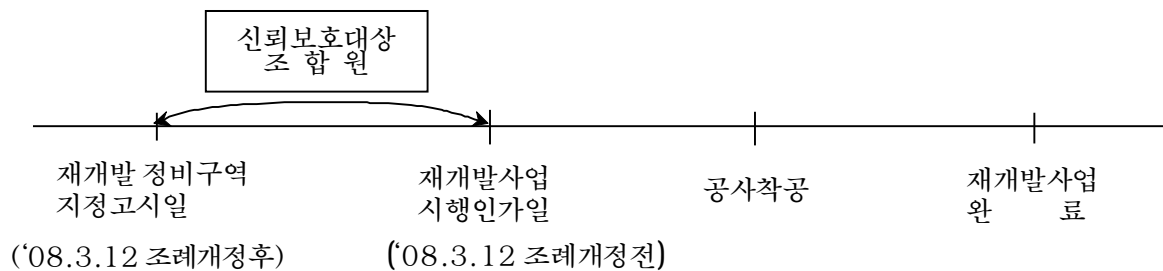 신뢰보호대상
조 합 원
재개발 정비구역
지정고시일
('08.3.12 조례개정후)
재개발사업
시행인가일
('08.3.12 조례개정전)
공사착공
재개발사업
완 료